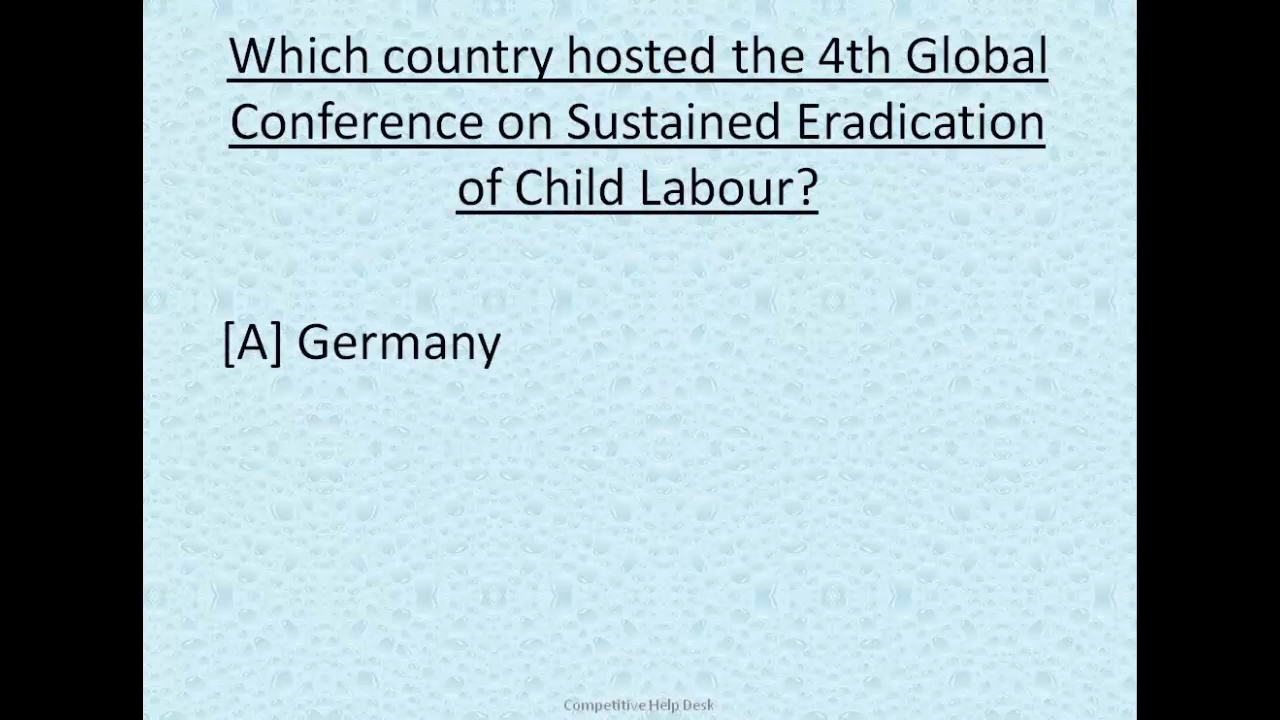 Which country hosted the 4th Global
Conference on Sustained Eradication
of Child Labour?
[A] Germany
Competitive Help Desk